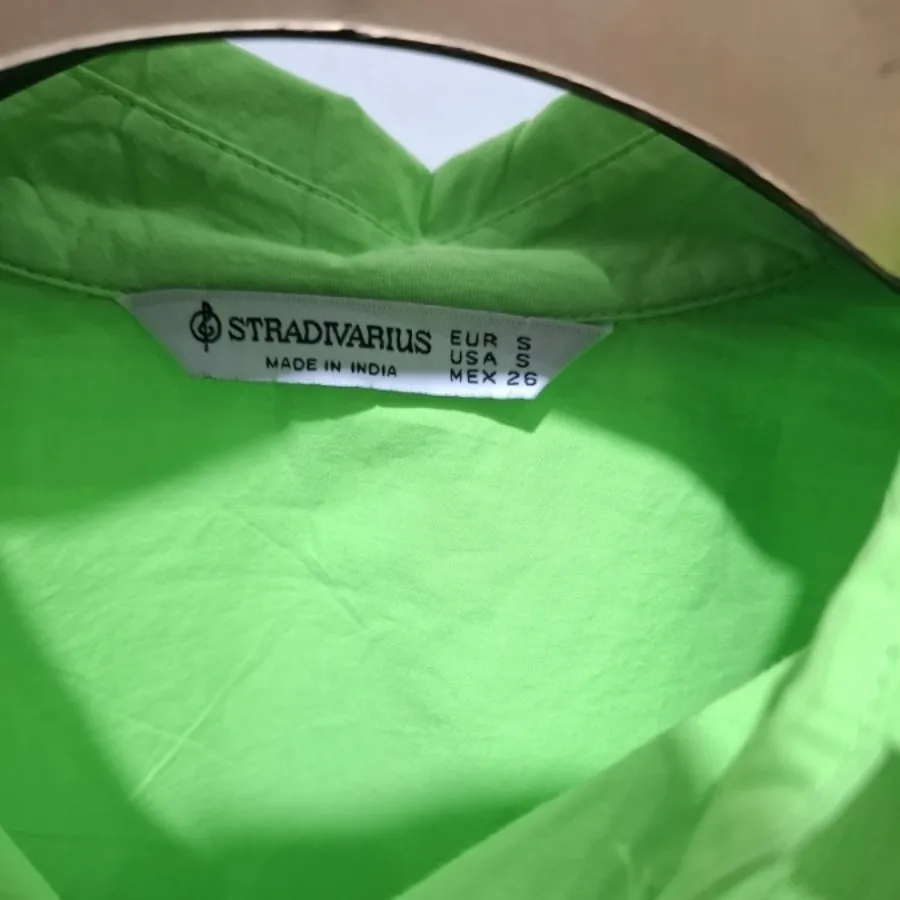 STRADIVARIUS
MADE IN INDIA
EUR S
USA S
MEX 26